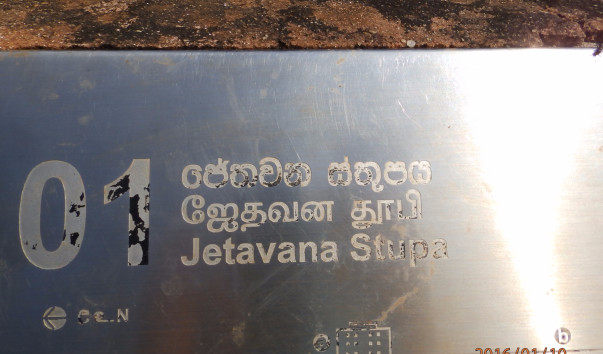 01
ජේතවන ස්තූපය
ஜேதவன தூபி
Jetavana Stupa
උ.N
b